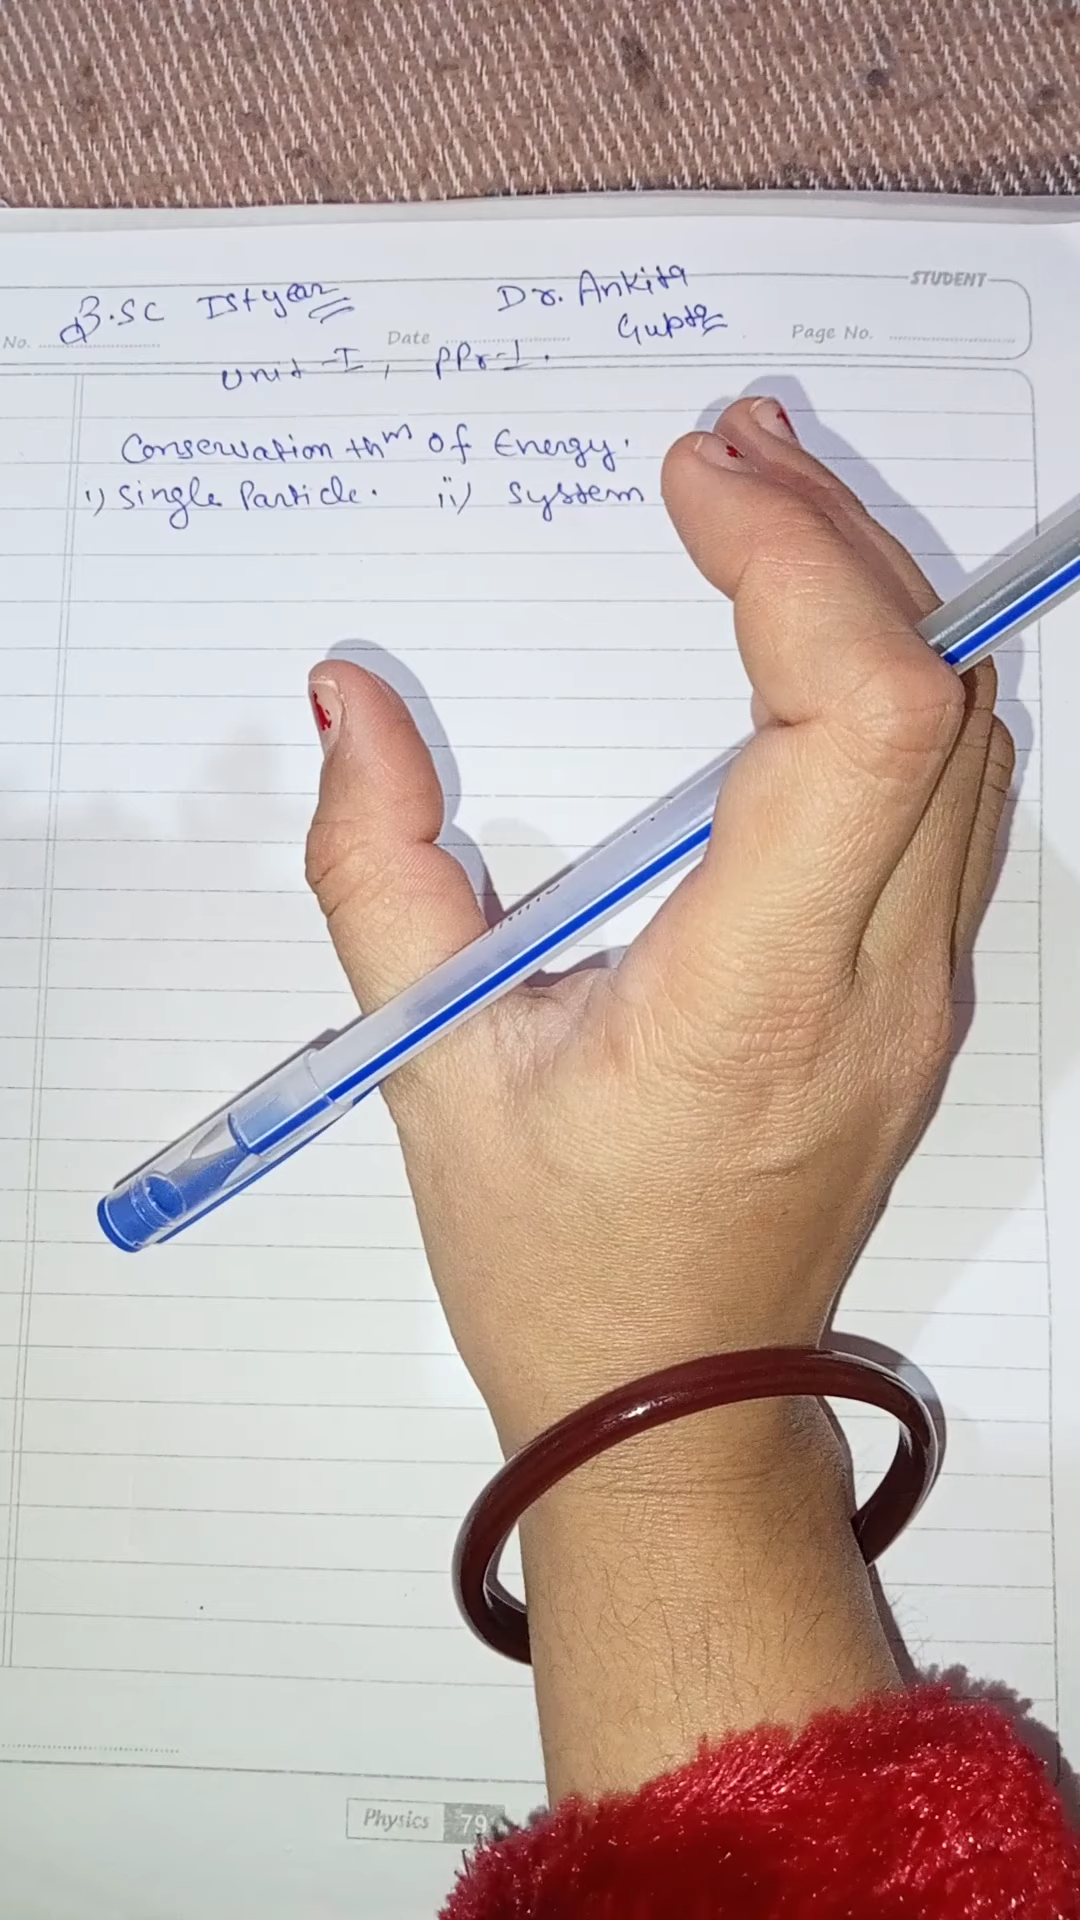 STUDENT
B.SC Ist year Dr. Ankita
Gupta
No. Date Page No.
Unit-I, PPr-I.
Conservation thm of Energy.
i) Single Particle. ii) System
Physics 79